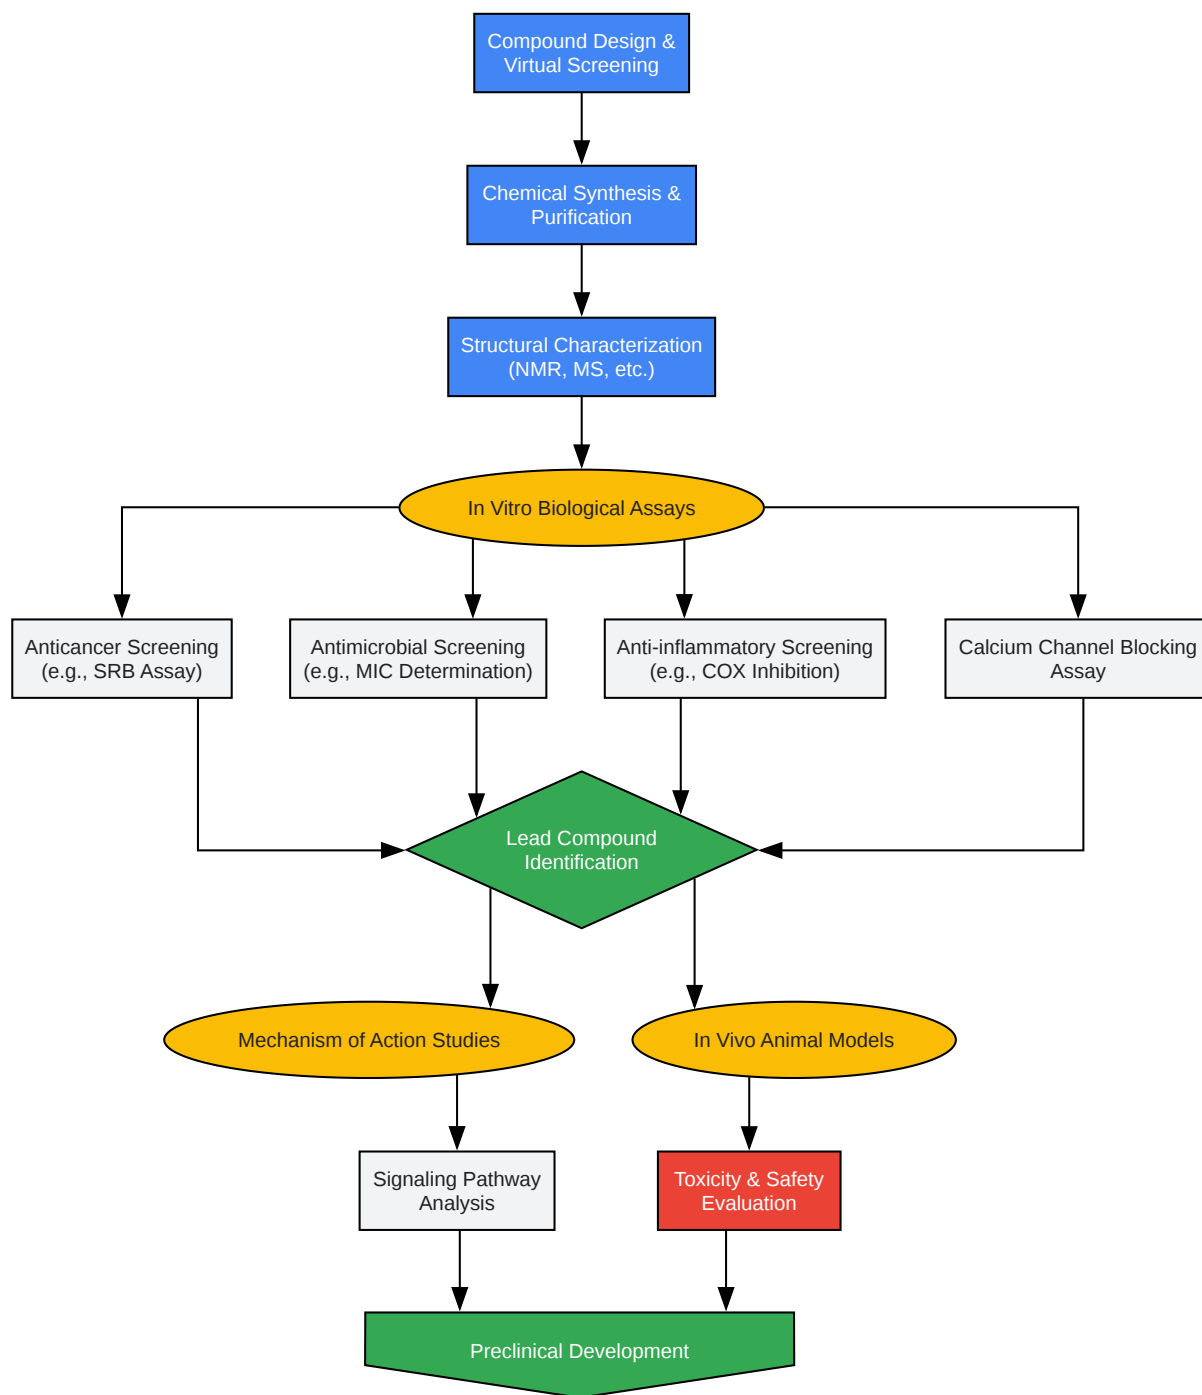 Compound Design &
Virtual Screening
Chemical Synthesis &
Purification
Structural Characterization
(NMR, MS, etc.)
In Vitro Biological Assays
Anticancer Screening
(e.g., SRB Assay)
Antimicrobial Screening
(e.g., MIC Determination)
Anti-inflammatory Screening
(e.g., COX Inhibition)
Calcium Channel Blocking
Assay
Lead Compound
Identification
Mechanism of Action Studies
In Vivo Animal Models
Signaling Pathway
Analysis
Toxicity & Safety
Evaluation
Preclinical Development